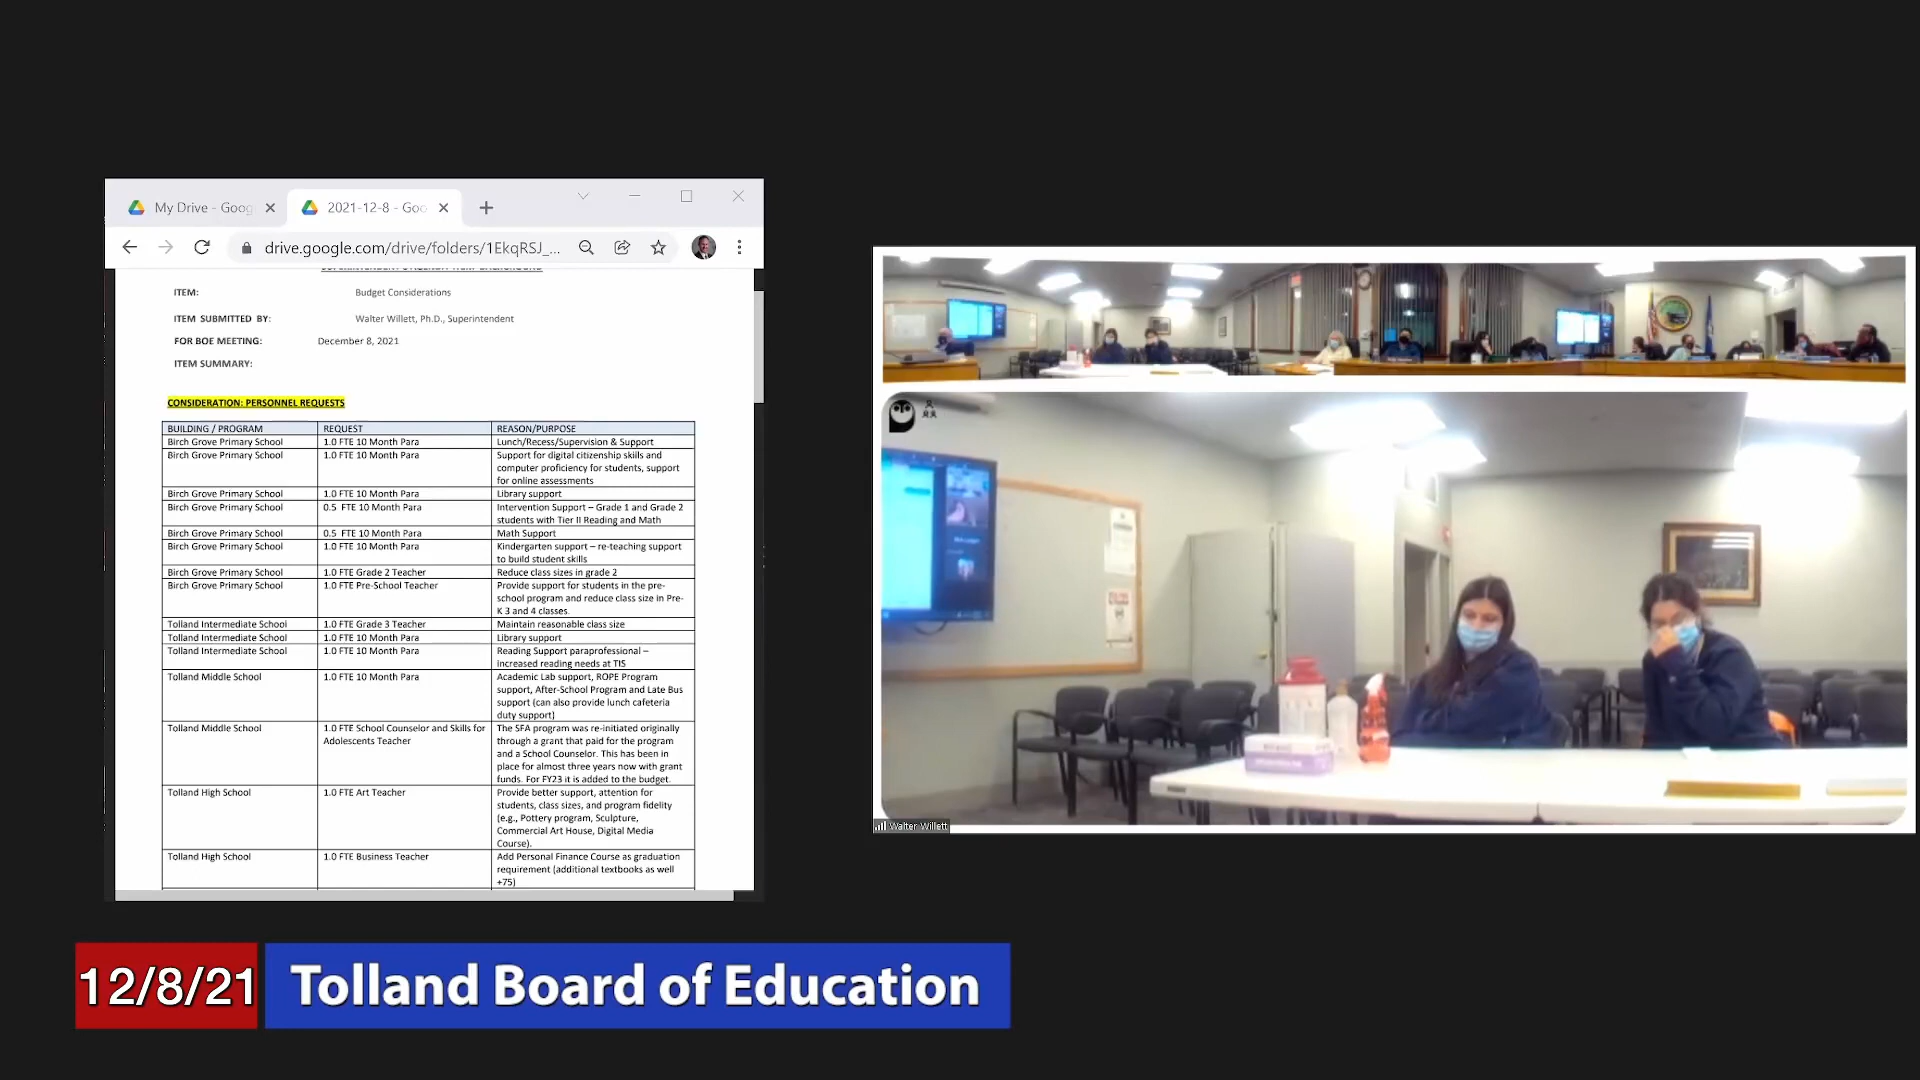 My Drive - Goog
2021-12-8 - Goo
drive.google.com/drive/folders/1EkqRSJ_...
ITEM: Budget Considerations
ITEM SUBMITTED BY: Walter Willett, Ph.D., Superintendent
FOR BOE MEETING: December 8, 2021
ITEM SUMMARY:
CONSIDERATION: PERSONNEL REQUESTS
BUILDING / PROGRAM REQUEST REASON/PURPOSE
Birch Grove Primary School 1.0 FTE 10 Month Para Lunch/Recess/Supervision & Support
Birch Grove Primary School 1.0 FTE 10 Month Para Support for digital citizenship skills and
computer proficiency for students, support
for online assessments
Birch Grove Primary School 1.0 FTE 10 Month Para Library support
Birch Grove Primary School 0.5 FTE 10 Month Para Intervention Support – Grade 1 and Grade 2
students with Tier II Reading and Math
Birch Grove Primary School 0.5 FTE 10 Month Para Math Support
Birch Grove Primary School 1.0 FTE 10 Month Para Kindergarten support – re-teaching support
to build student skills
Birch Grove Primary School 1.0 FTE Grade 2 Teacher Reduce class sizes in grade 2
Birch Grove Primary School 1.0 FTE Pre-School Teacher Provide support for students in the pre-
school program and reduce class size in Pre-
K 3 and 4 classes.
Tolland Intermediate School 1.0 FTE Grade 3 Teacher Maintain reasonable class size
Tolland Intermediate School 1.0 FTE 10 Month Para Library support
Tolland Intermediate School 1.0 FTE 10 Month Para Reading Support paraprofessional –
increased reading needs at TIS
Tolland Middle School 1.0 FTE 10 Month Para Academic Lab support, ROPE Program
support, After-School Program and Late Bus
support (can also provide lunch cafeteria
duty support)
Tolland Middle School 1.0 FTE School Counselor and Skills for The SFA program was re-initiated originally
Adolescents Teacher through a grant that paid for the program
and a School Counselor. This has been in
place for almost three years now with grant
funds. For FY23 it is added to the budget.
Tolland High School 1.0 FTE Art Teacher Provide better support, attention for
students, class sizes, and program fidelity
(e.g., Pottery program, Sculpture,
Commercial Art House, Digital Media
Course).
Tolland High School 1.0 FTE Business Teacher Add Personal Finance Course as graduation
requirement (additional textbooks as well
+75)
Walter Willett
12/8/21 Tolland Board of Education